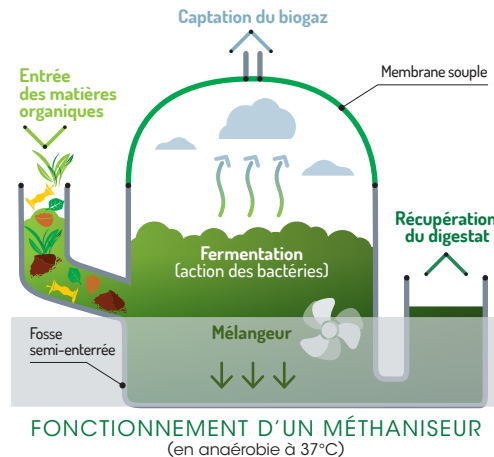 Captation du biogaz
Entrée
des matières
organiques
Membrane souple
Récupération
du digestat
Fermentation
(action des bactéries)
Fosse
semi-enterrée
Mélangeur
FONCTIONNEMENT D'UN MÉTHANISEUR
(en anaérobie à 37°C)